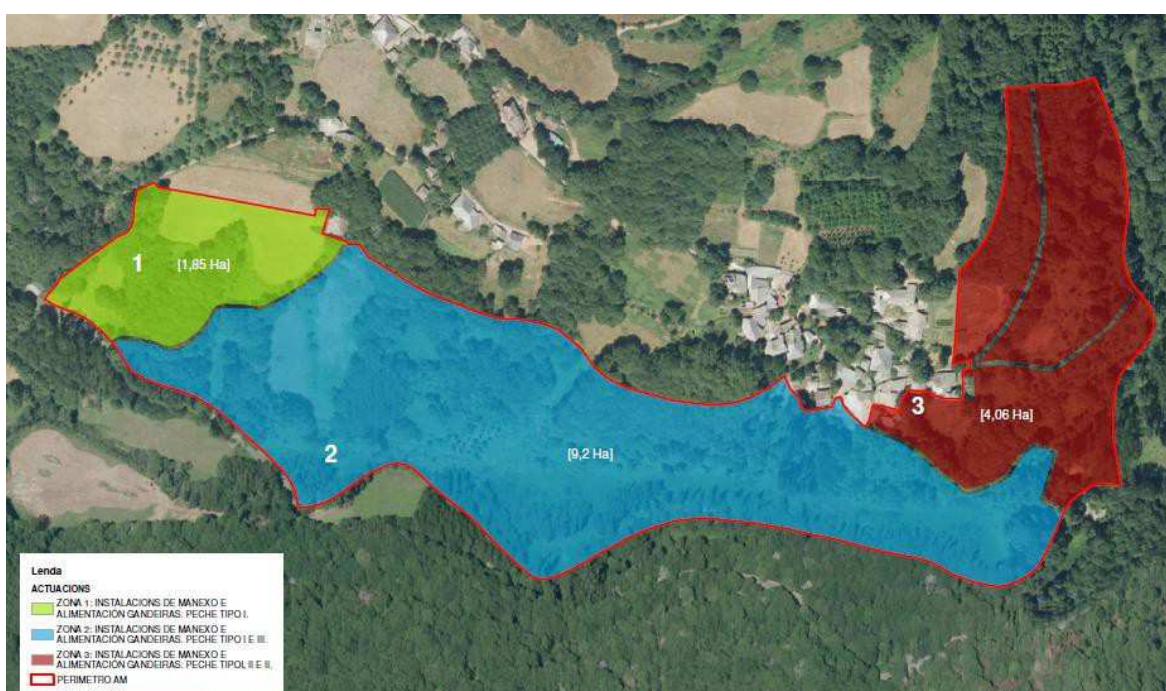 1
[1,85 Ha]
2
[9,2 Ha]
3
[4,06 Ha]
Lenda
ACTUACIONS
ZONA 1: INSTALACIONS DE MANEXO E
ALIMENTACIÓN GANDEIRAS: PECHE TIPO I.
ZONA 2: INSTALACIONS DE MANEXO E
ALIMENTACIÓN GANDEIRAS: PECHE TIPO I E III.
ZONA 3: INSTALACIONS DE MANEXO E
ALIMENTACIÓN GANDEIRAS: PECHE TIPOI, II E II.
PERIMETRO AM